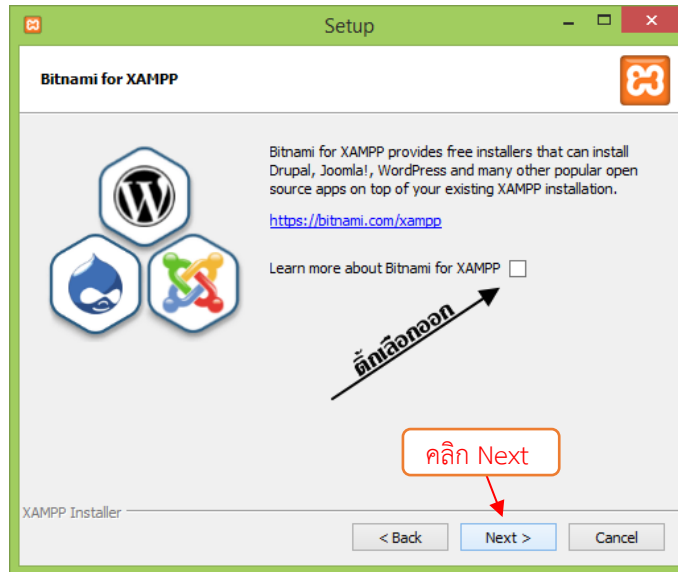 Setup
Bitnami for XAMPP
Bitnami for XAMPP provides free installers that can install
Drupal, Joomla!, WordPress and many other popular open
source apps on top of your existing XAMPP installation.
https://bitnami.com/xampp
Learn more about Bitnami for XAMPP
ติ้กเลือกออก
คลิก Next
XAMPP Installer
< Back Next > Cancel